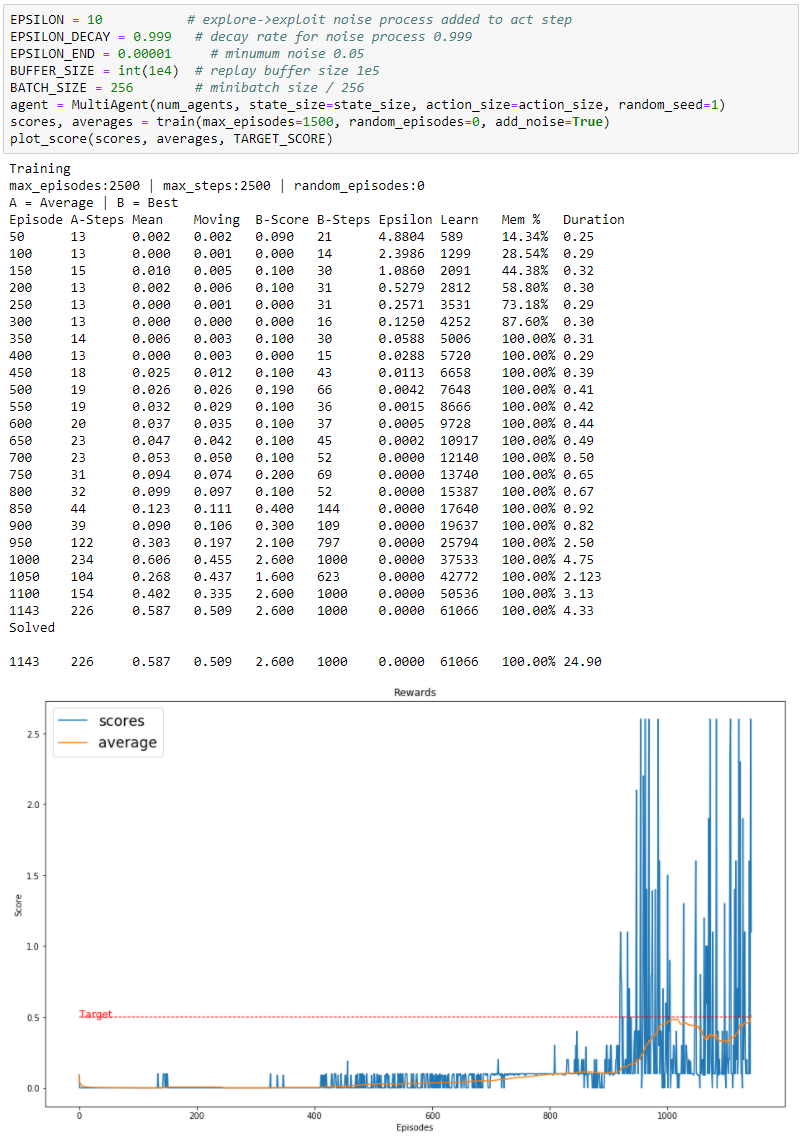 EPSILON = 10 # explore->exploit noise process added to act step
EPSILON_DECAY = 0.999 # decay rate for noise process 0.999
EPSILON_END = 0.00001 # minumum noise 0.05
BUFFER_SIZE = int(1e4) # replay buffer size 1e5
BATCH_SIZE = 256 # minibatch size / 256
agent = MultiAgent(num_agents, state_size=state_size, action_size=action_size, random_seed=1)
scores, averages = train(max_episodes=1500, random_episodes=0, add_noise=True)
plot_score(scores, averages, TARGET_SCORE)
Training
max_episodes:2500 | max_steps:2500 | random_episodes:0
A = Average | B = Best
Episode A-Steps Mean Moving B-Score B-Steps Epsilon Learn Mem % Duration
50 13 0.002 0.002 0.090 21 4.8804 589 14.34% 0.25
100 13 0.000 0.001 0.000 14 2.3986 1299 28.54% 0.29
150 15 0.010 0.005 0.100 30 1.0860 2091 44.38% 0.32
200 13 0.002 0.006 0.100 31 0.5279 2812 58.80% 0.30
250 13 0.000 0.001 0.000 31 0.2571 3531 73.18% 0.29
300 13 0.000 0.000 0.000 16 0.1250 4252 87.60% 0.30
350 14 0.006 0.003 0.100 30 0.0588 5006 100.00% 0.31
400 13 0.000 0.003 0.000 15 0.0288 5720 100.00% 0.29
450 18 0.025 0.012 0.100 43 0.0113 6658 100.00% 0.39
500 19 0.026 0.026 0.190 66 0.0042 7648 100.00% 0.41
550 19 0.032 0.029 0.100 36 0.0015 8666 100.00% 0.42
600 20 0.037 0.035 0.100 37 0.0005 9728 100.00% 0.44
650 23 0.047 0.042 0.100 45 0.0002 10917 100.00% 0.49
700 23 0.053 0.050 0.100 52 0.0000 12140 100.00% 0.50
750 31 0.094 0.074 0.200 69 0.0000 13740 100.00% 0.65
800 32 0.099 0.097 0.100 52 0.0000 15387 100.00% 0.67
850 44 0.123 0.111 0.400 144 0.0000 17640 100.00% 0.92
900 39 0.090 0.106 0.300 109 0.0000 19637 100.00% 0.82
950 122 0.303 0.197 2.100 797 0.0000 25794 100.00% 2.50
1000 234 0.606 0.455 2.600 1000 0.0000 37533 100.00% 4.75
1050 104 0.268 0.437 1.600 623 0.0000 42772 100.00% 2.123
1100 154 0.402 0.335 2.600 1000 0.0000 50536 100.00% 3.13
1143 226 0.587 0.509 2.600 1000 0.0000 61066 100.00% 4.33
Solved
1143 226 0.587 0.509 2.600 1000 0.0000 61066 100.00% 24.90
Rewards
scores
average
2.5
2.0
1.5
Score
1.0
Target
0.5
0.0
0 200 400 600 800 1000
Episodes